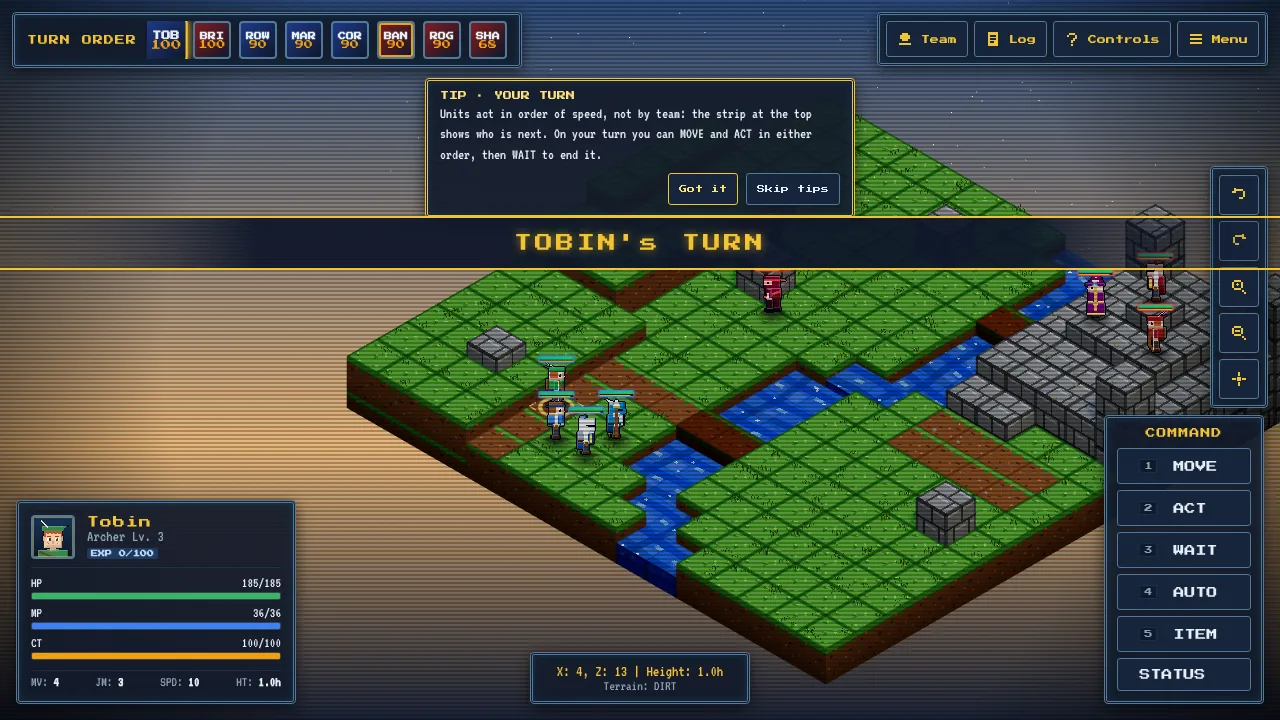 TURN ORDER
TOB 100
BRI 100
ROW 90
MAR 90
COR 90
BAN 90
ROG 90
SHA 68
Team
Log
? Controls
Menu
TIP · YOUR TURN
Units act in order of speed, not by team: the strip at the top
shows who is next. On your turn you can MOVE and ACT in either
order, then WAIT to end it.
Got it
Skip tips
TOBIN's TURN
COMMAND
1 MOVE
2 ACT
3 WAIT
4 AUTO
5 ITEM
STATUS
Tobin
Archer Lv. 3
EXP 0/100
HP 185/185
MP 36/36
CT 100/100
MV: 4 JM: 3 SPD: 10 HT: 1.0h
X: 4, Z: 13 | Height: 1.0h
Terrain: DIRT